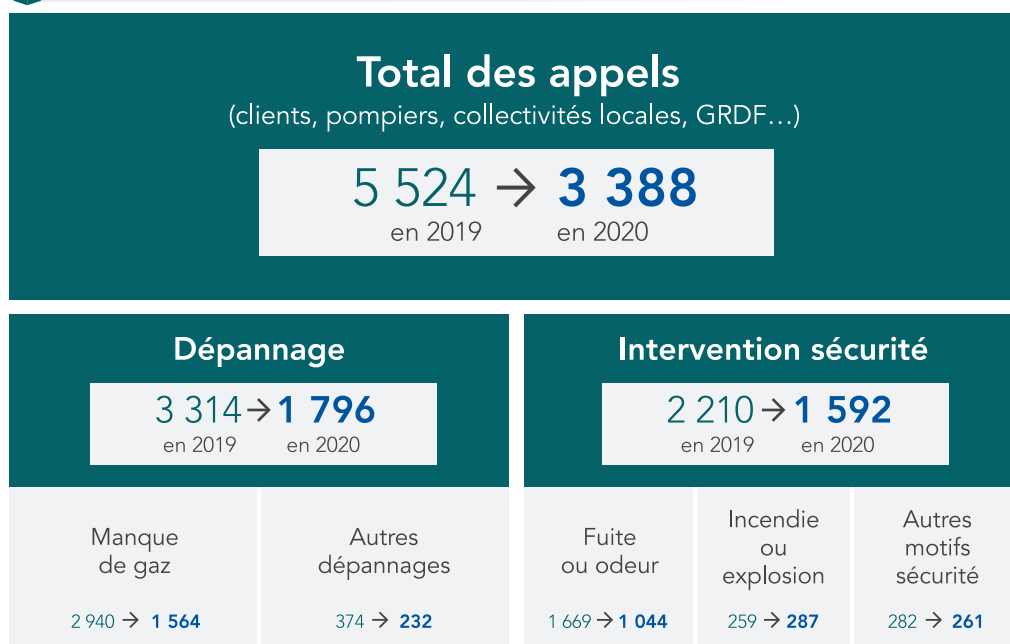 Total des appels
(clients, pompiers, collectivités locales, GRDF…)
5 524 → 3 388
en 2019 en 2020
Dépannage
3 314 → 1 796
en 2019 en 2020
Manque
de gaz
2 940 → 1 564
Autres
dépannages
374 → 232
Intervention sécurité
2 210 → 1 592
en 2019 en 2020
Fuite
ou odeur
1 669 → 1 044
Incendie
ou
explosion
259 → 287
Autres
motifs
sécurité
282 → 261